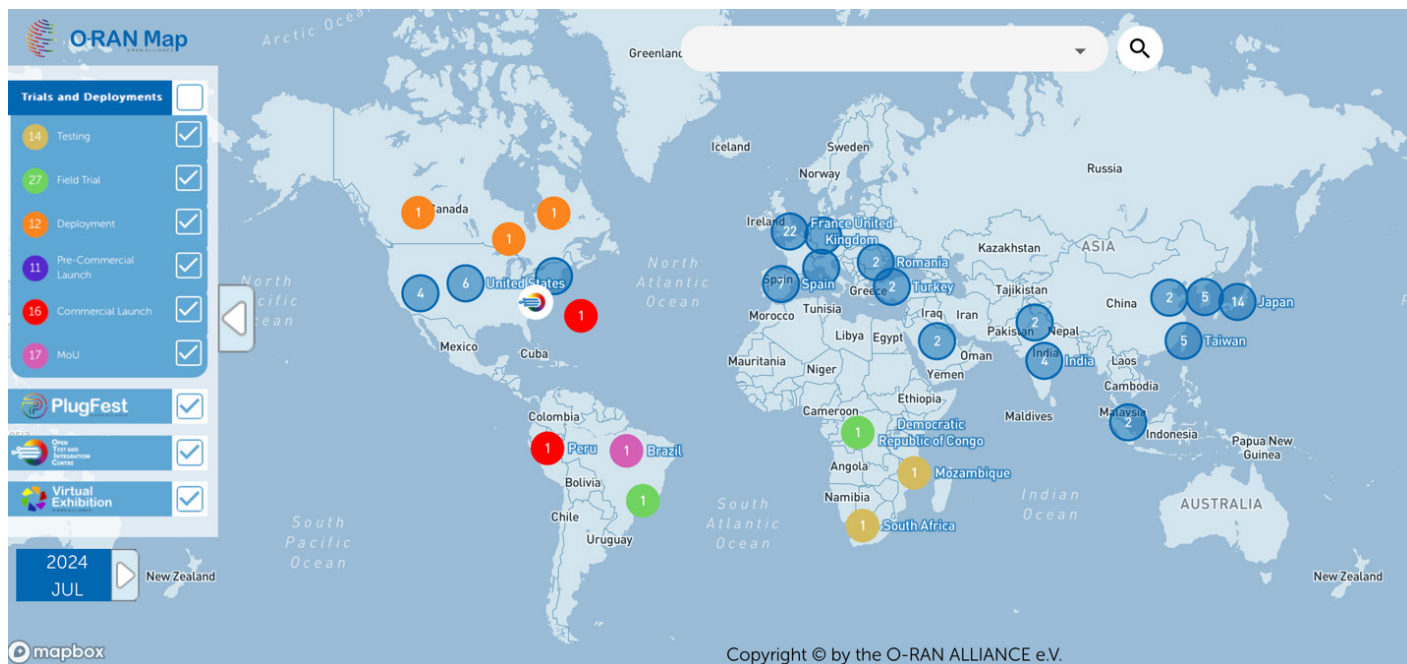 O-RAN Map
Trials and Deployments
14 Testing
27 Field Trial
12 Deployment
11 Pre-Commercial
Launch
16 Commercial Launch
17 MoU
PlugFest
OPEN
TEST AND
INTEGRATION
CENTRE
Virtual
Exhibition
2024
JUL
mapbox
Arctic Ocean
Greenland
Iceland
Sweden
Norway
Russia
1
Canada
1
1
Ireland
22
France United
Kingdom
Kazakhstan
ASIA
North
Atlantic
Ocean
4
6
United States
7
Spain
Spain
2
Romania
Greece
2
Turkey
Tajikistan
China
2
5
14
Japan
1
Morocco
Tunisia
Iraq
Iran
Pakistan
2
Nepal
Mexico
Cuba
Libya
Egypt
2
Oman
India
4
India
Laos
5
Taiwan
Mauritania
Niger
Yemen
Cambodia
Colombia
Cameroon
Ethiopia
Maldives
Malaysia
2
Indonesia
Papua New
Guinea
1
Peru
1
Brazil
1
Democratic
Republic of Congo
Bolivia
Angola
1
Mozambique
1
Namibia
Chile
South
Atlantic
Ocean
Indian
Ocean
AUSTRALIA
South
Pacific
Ocean
1
South Africa
Uruguay
New Zealand
New Zealand
Copyright © by the O-RAN ALLIANCE e.V.